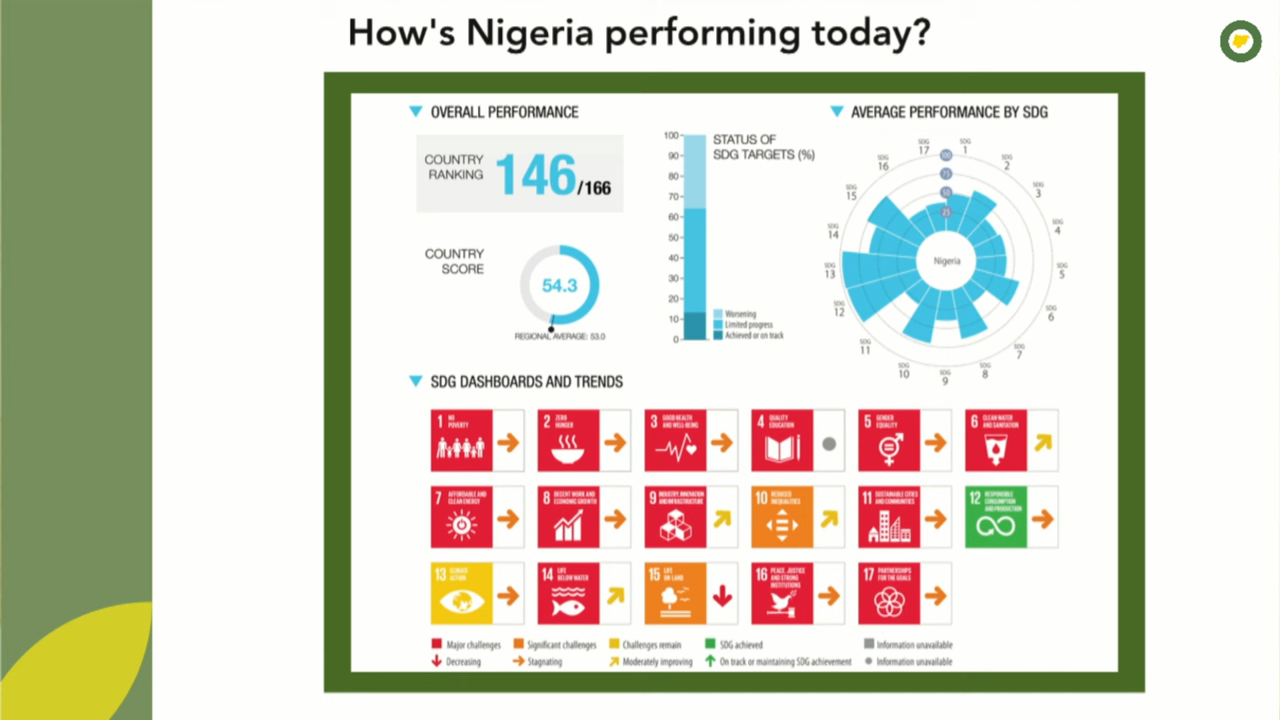 How's Nigeria performing today?
OVERALL PERFORMANCE
COUNTRY
RANKING
146/166
COUNTRY
SCORE
54.3
REGIONAL AVERAGE: 53.0
STATUS OF
SDG TARGETS (%)
100
90
80
70
60
50
40
30
20
10
0
Worsening
Limited progress
Achieved or on track
AVERAGE PERFORMANCE BY SDG
SDG 1
SDG 2
SDG 3
SDG 4
SDG 5
SDG 6
SDG 7
SDG 8
SDG 9
SDG 10
SDG 11
SDG 12
SDG 13
SDG 14
SDG 15
SDG 16
SDG 17
100
75
50
25
Nigeria
SDG DASHBOARDS AND TRENDS
1 NO
POVERTY
2 ZERO
HUNGER
3 GOOD HEALTH
AND WELL-BEING
4 QUALITY
EDUCATION
5 GENDER
EQUALITY
6 CLEAN WATER
AND SANITATION
7 AFFORDABLE AND
CLEAN ENERGY
8 DECENT WORK AND
ECONOMIC GROWTH
9 INDUSTRY, INNOVATION
AND INFRASTRUCTURE
10 REDUCED
INEQUALITIES
11 SUSTAINABLE CITIES
AND COMMUNITIES
12 RESPONSIBLE
CONSUMPTION
AND PRODUCTION
13 CLIMATE
ACTION
14 LIFE
BELOW WATER
15 LIFE
ON LAND
16 PEACE, JUSTICE
AND STRONG
INSTITUTIONS
17 PARTNERSHIPS
FOR THE GOALS
Major challenges
Significant challenges
Challenges remain
SDG achieved
Information unavailable
Decreasing
Stagnating
Moderately improving
On track or maintaining SDG achievement
Information unavailable